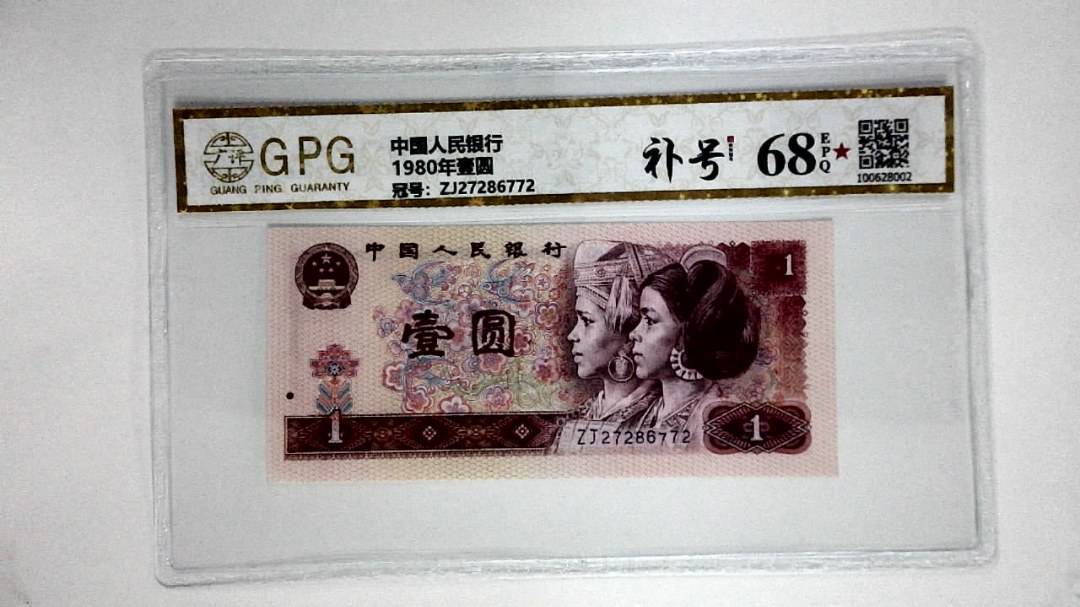 GPG
GUANG PING GUARANTY
中国人民银行
1980年壹圆
冠号：ZJ27286772
补号
68
EPQ
100628002
中国人民银行
1
壹圆
1
ZJ27286772
1